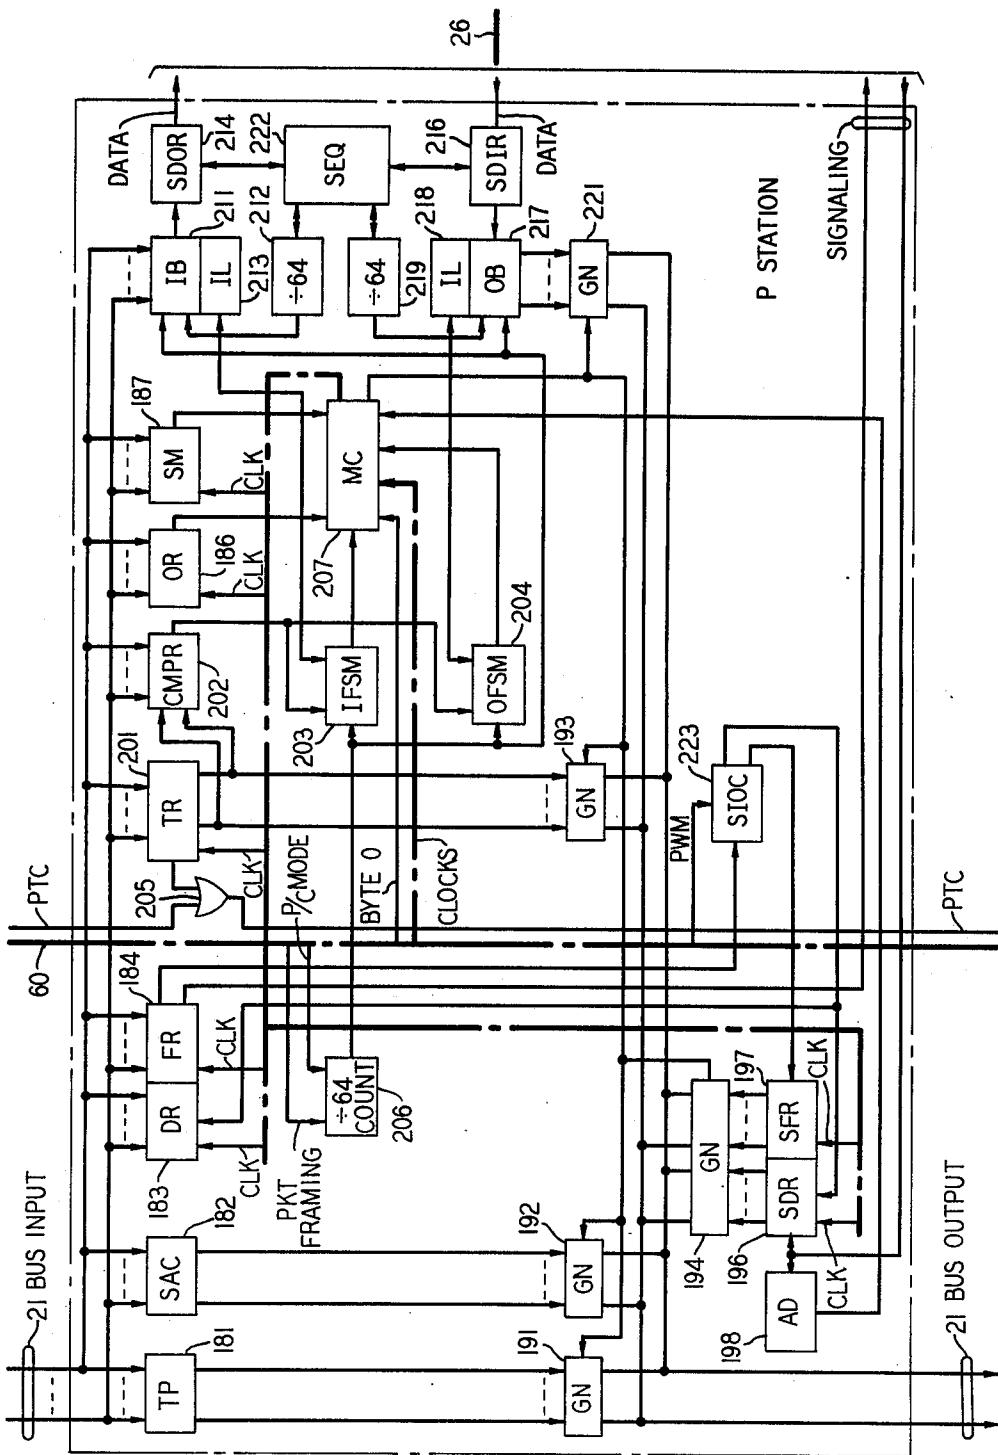 21 BUS INPUT
60
PTC
TP
181
SAC
182
DR
183
FR
184
CLK
CLK
205
TR
201
CLK
CMPR
202
OR
186
CLK
SM
187
CLK
IB
211
IL
213
÷64
212
SDOR
214
DATA
SEQ
222
÷64
219
IL
218
OB
217
SDIR
216
DATA
26
GN
221
PKT
FRAMING
P/C MODE
÷64
COUNT
206
IFSM
203
MC
207
OFSM
204
BYTE 0
CLOCKS
GN
191
GN
192
GN
193
GN
194
SDR
196
SFR
197
CLK
CLK
AD
198
PWM
SIOC
223
P STATION
SIGNALING
PTC
21 BUS OUTPUT